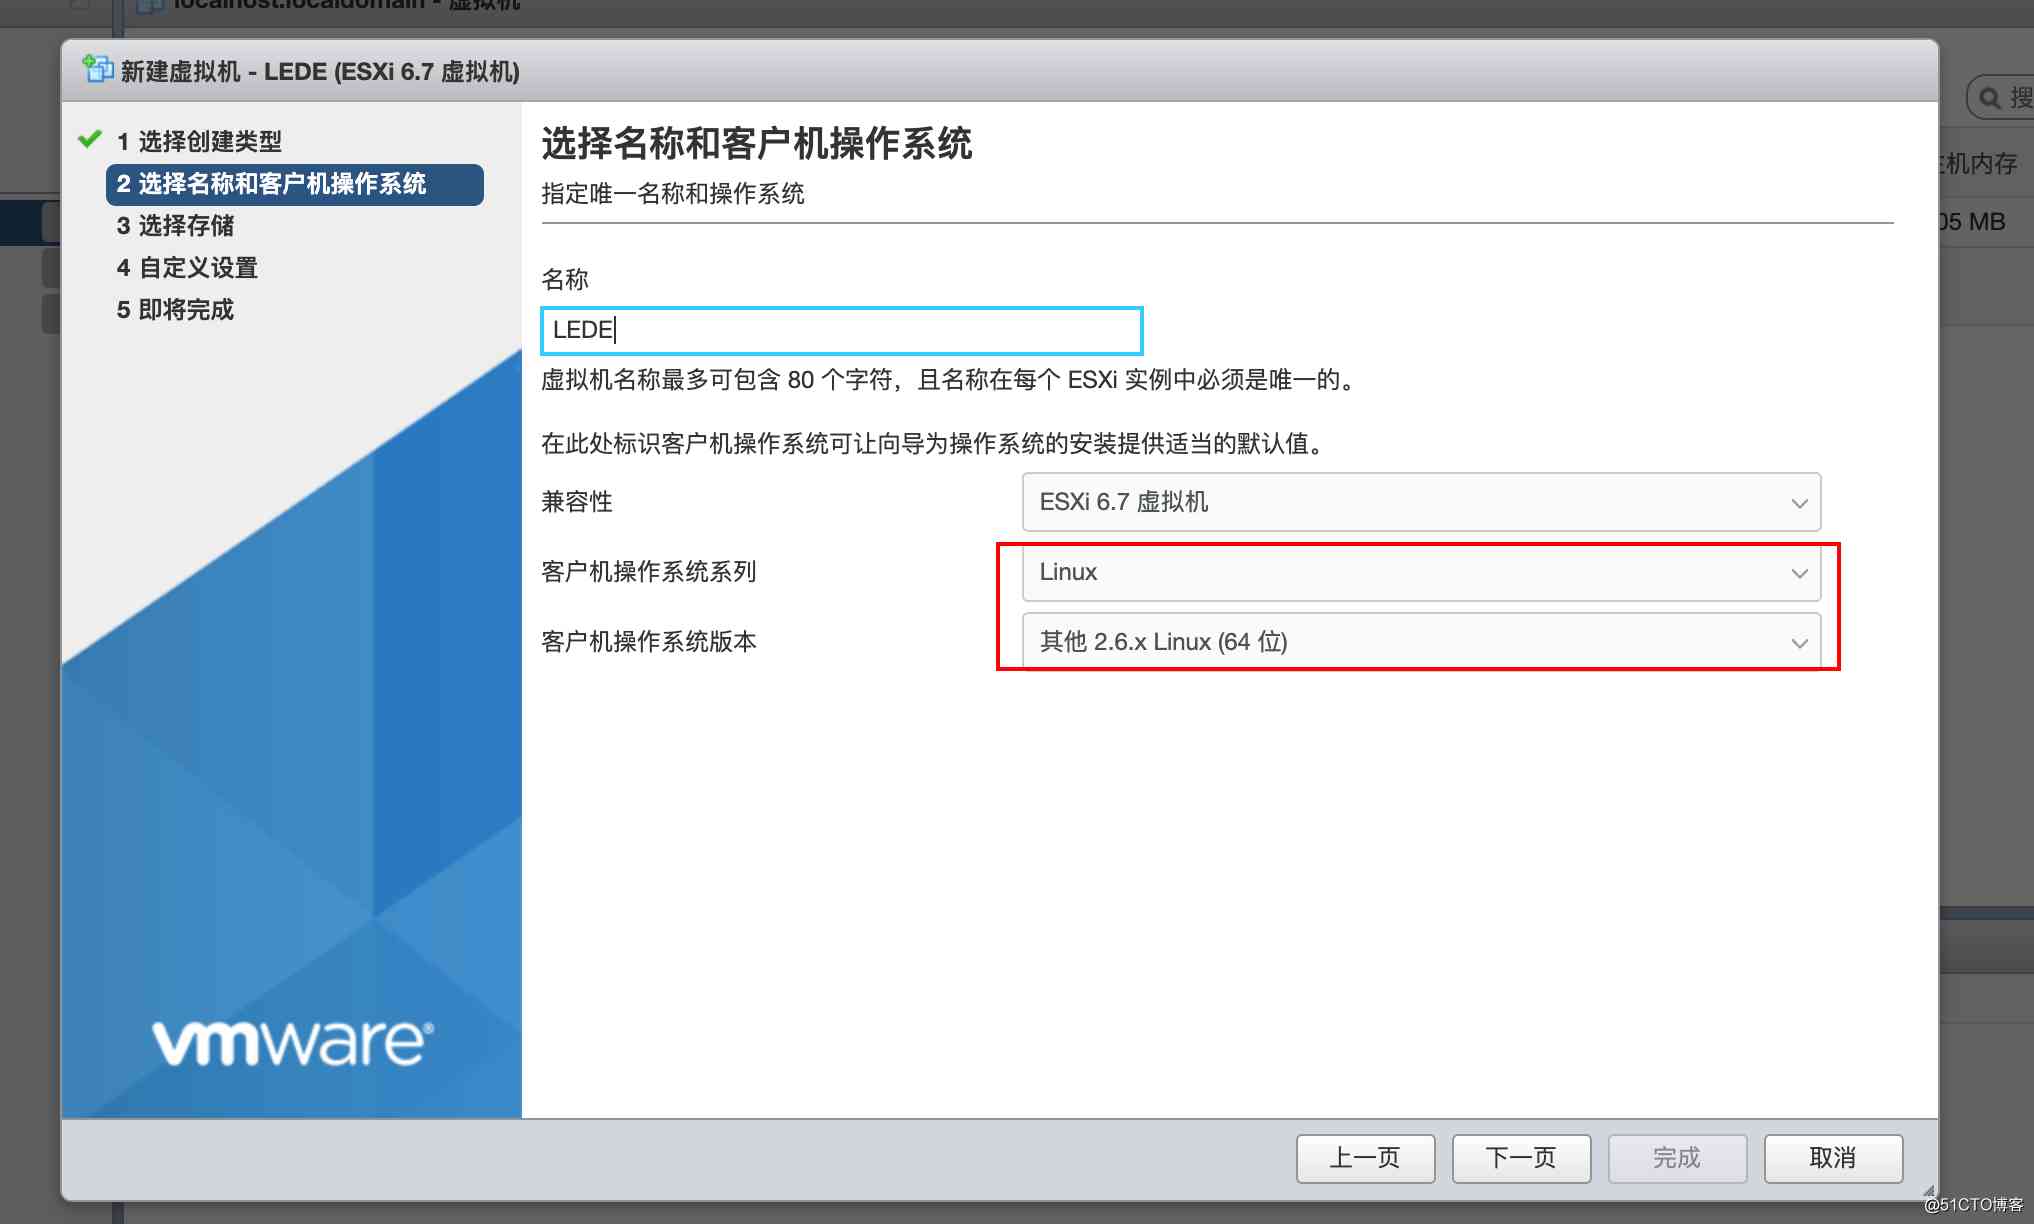 localhost.localdomain - 虚拟机
新建虚拟机 - LEDE (ESXi 6.7 虚拟机)
搜
1 选择创建类型
2 选择名称和客户机操作系统
3 选择存储
4 自定义设置
5 即将完成
选择名称和客户机操作系统
指定唯一名称和操作系统
机内存
05 MB
名称
LEDE
虚拟机名称最多可包含 80 个字符，且名称在每个 ESXi 实例中必须是唯一的。
在此处标识客户机操作系统可让向导为操作系统的安装提供适当的默认值。
兼容性
ESXi 6.7 虚拟机
客户机操作系统系列
Linux
客户机操作系统版本
其他 2.6.x Linux (64 位)
vmware®
上一页
下一页
完成
取消
@51CTO博客